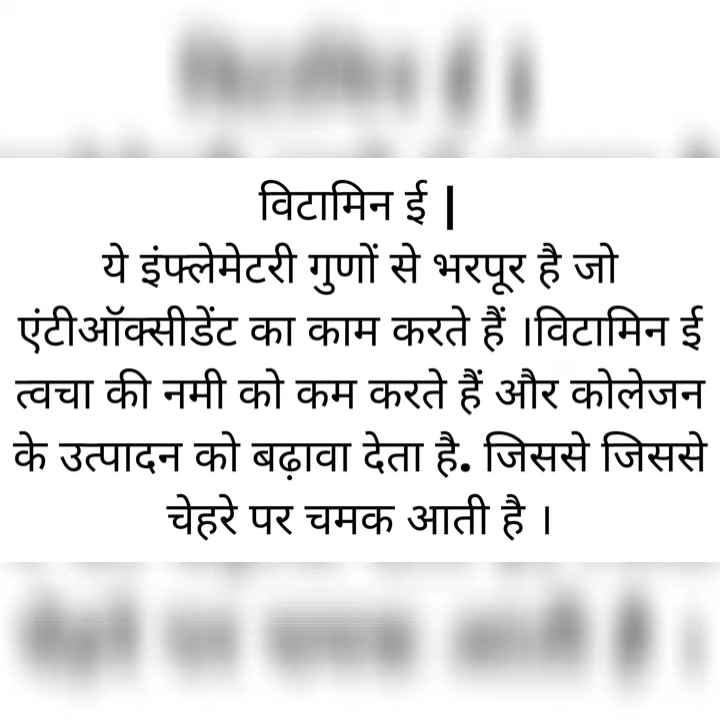 विटामिन ई |
ये इंफ्लेमेटरी गुणों से भरपूर है जो
एंटीऑक्सीडेंट का काम करते हैं ।विटामिन ई
त्वचा की नमी को कम करते हैं और कोलेजन
के उत्पादन को बढ़ावा देता है. जिससे जिससे
चेहरे पर चमक आती है ।